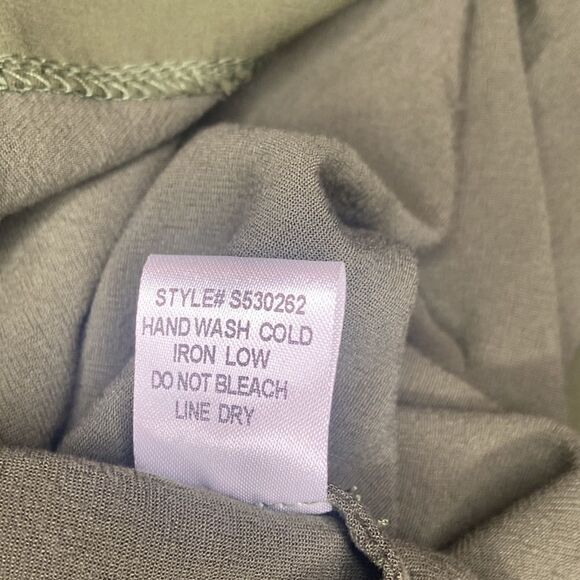 STYLE# S530262
HAND WASH COLD
IRON LOW
DO NOT BLEACH
LINE DRY